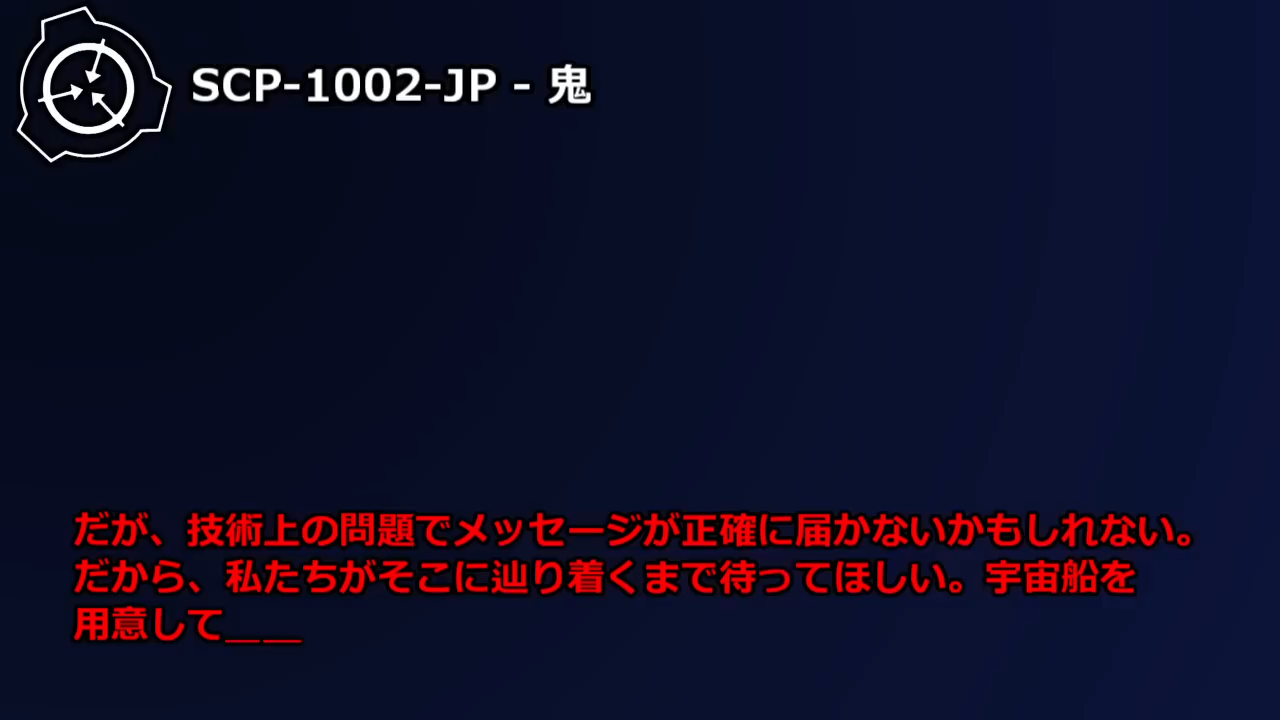 SCP-1002-JP - 鬼
だが、技術上の問題でメッセージが正確に届かないかもしれない。
だから、私たちがそこに辿り着くまで待ってほしい。宇宙船を
用意して＿＿